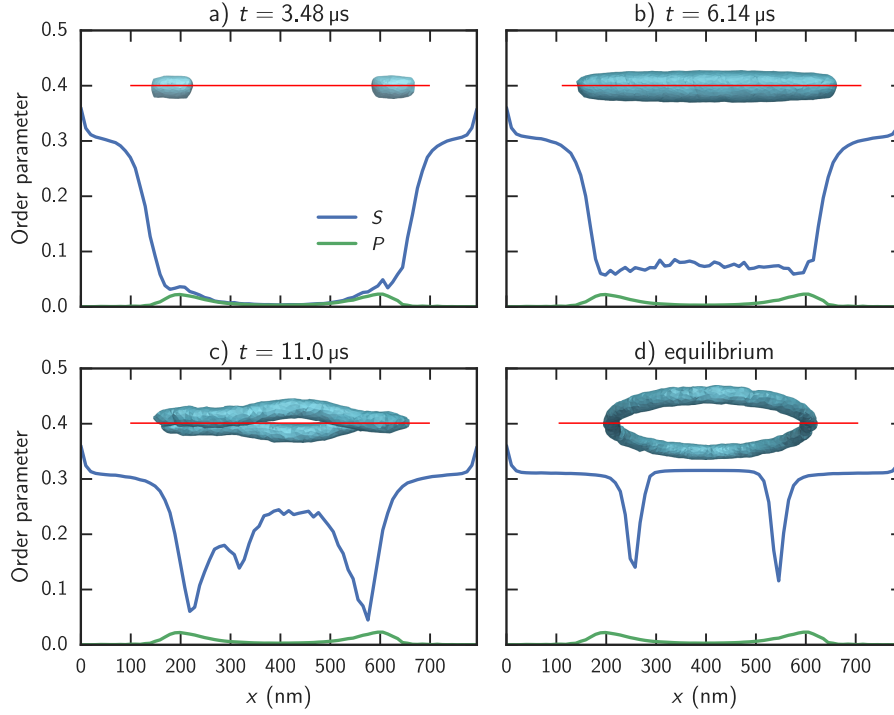 a) t = 3.48 µs
b) t = 6.14 µs
0.5
0.4
0.3
0.2
0.1
0.0
Order parameter
S
P
c) t = 11.0 µs
d) equilibrium
0.5
0.4
0.3
0.2
0.1
0.0
Order parameter
0 100 200 300 400 500 600 700
0 100 200 300 400 500 600 700
x (nm)
x (nm)